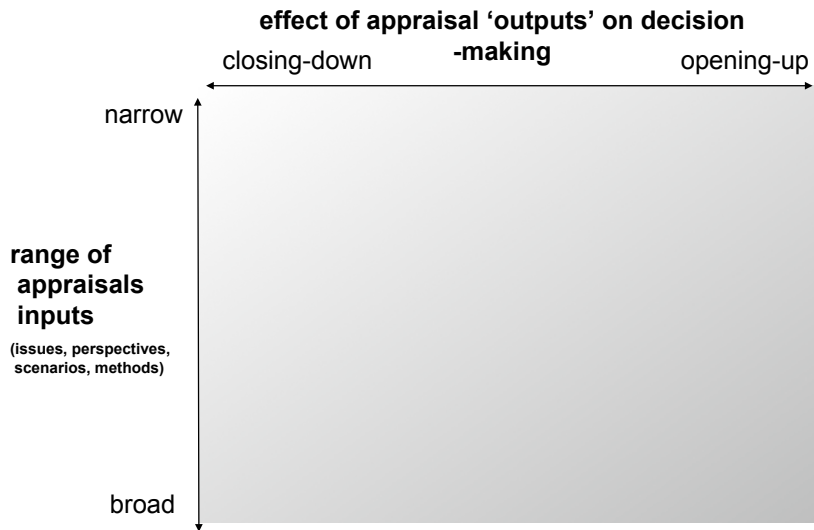 effect of appraisal ‘outputs’ on decision
-making
closing-down
opening-up
narrow
range of
appraisals
inputs
(issues, perspectives,
scenarios, methods)
broad